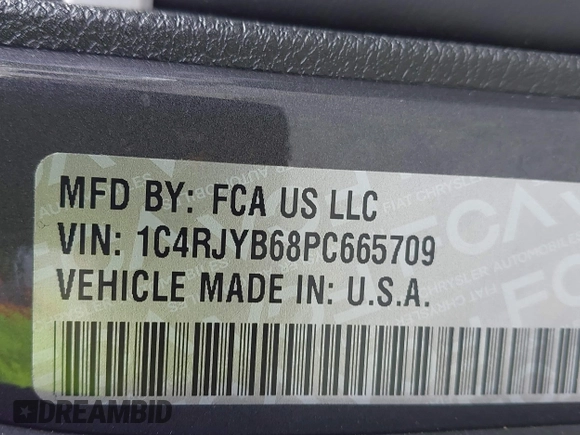 MFD BY: FCA US LLC
VIN: 1C4RJYB68PC665709
VEHICLE MADE IN: U.S.A.
DREAMBID